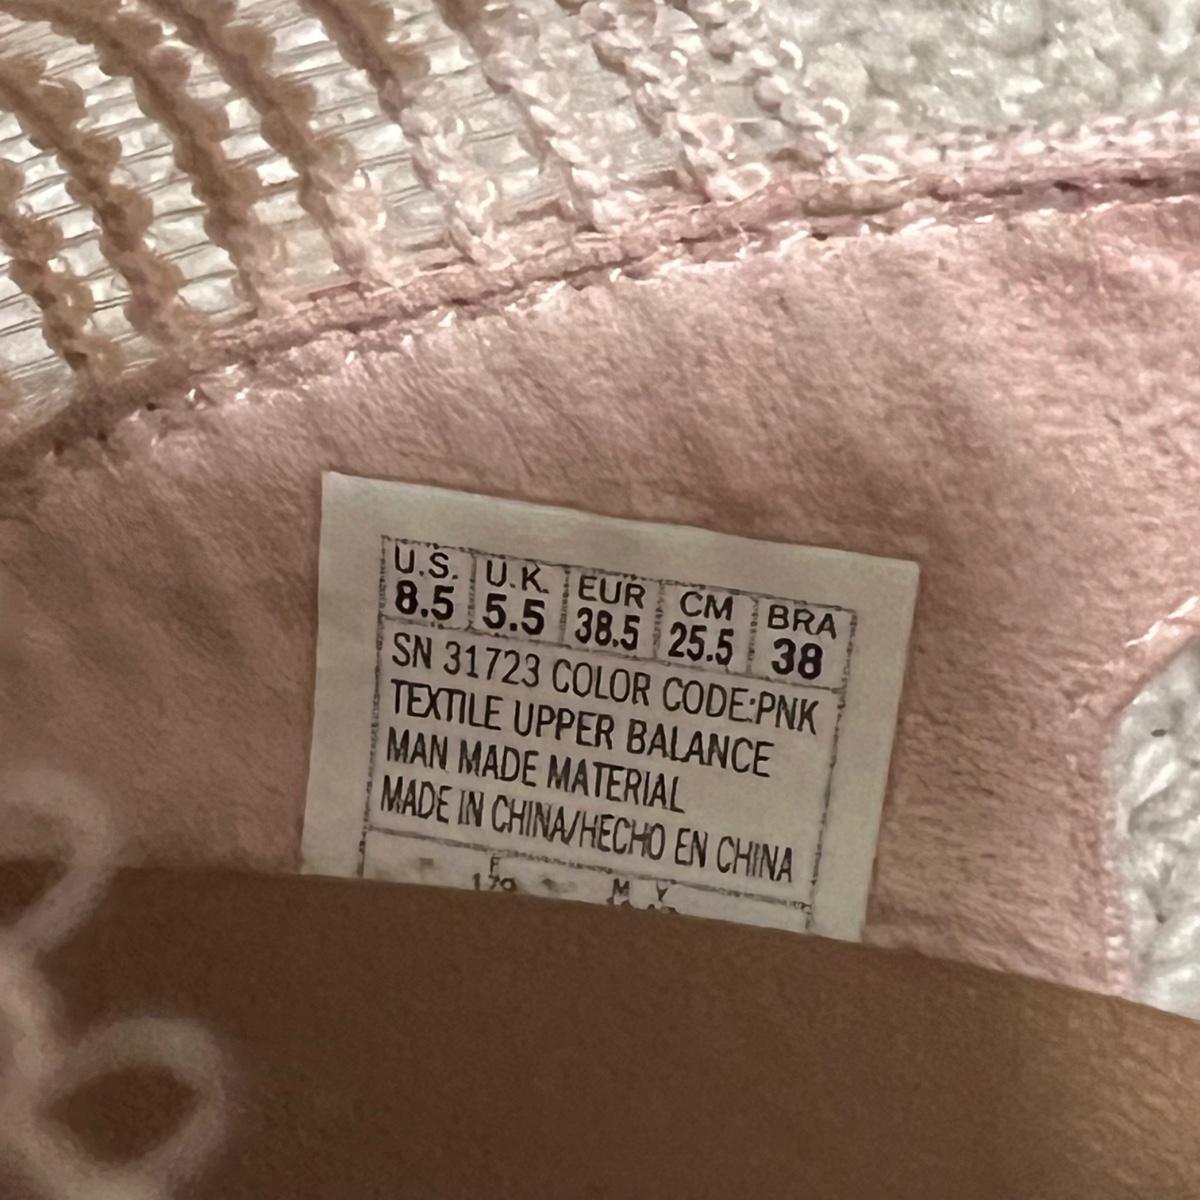 U.S. U.K. EUR CM BRA
8.5 5.5 38.5 25.5 38
SN 31723 COLOR CODE:PNK
TEXTILE UPPER BALANCE
MAN MADE MATERIAL
MADE IN CHINA/HECHO EN CHINA